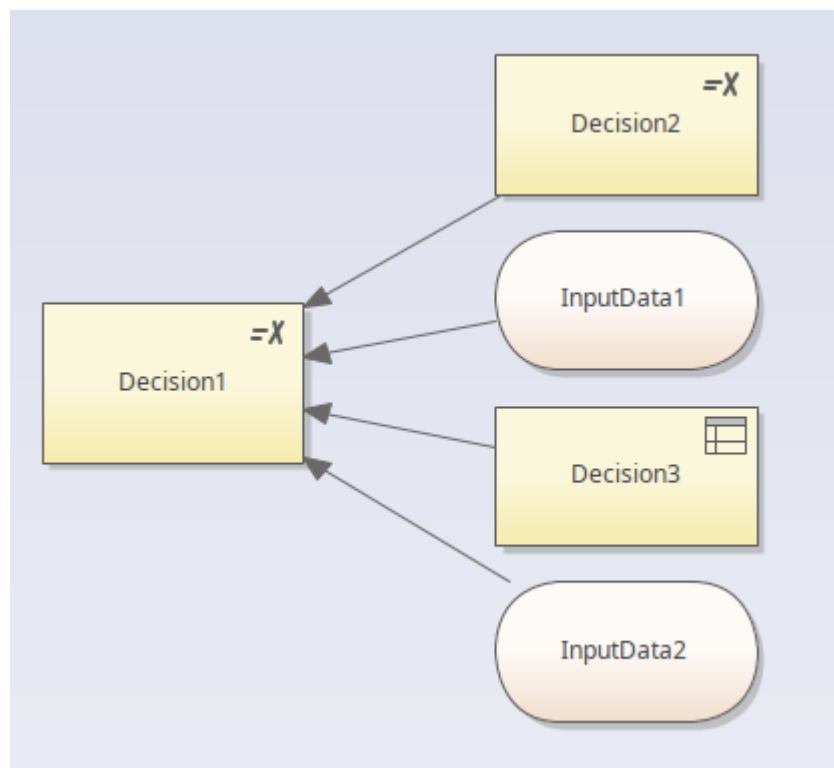 =X
Decision2
InputData1
=X
Decision1
Decision3
InputData2